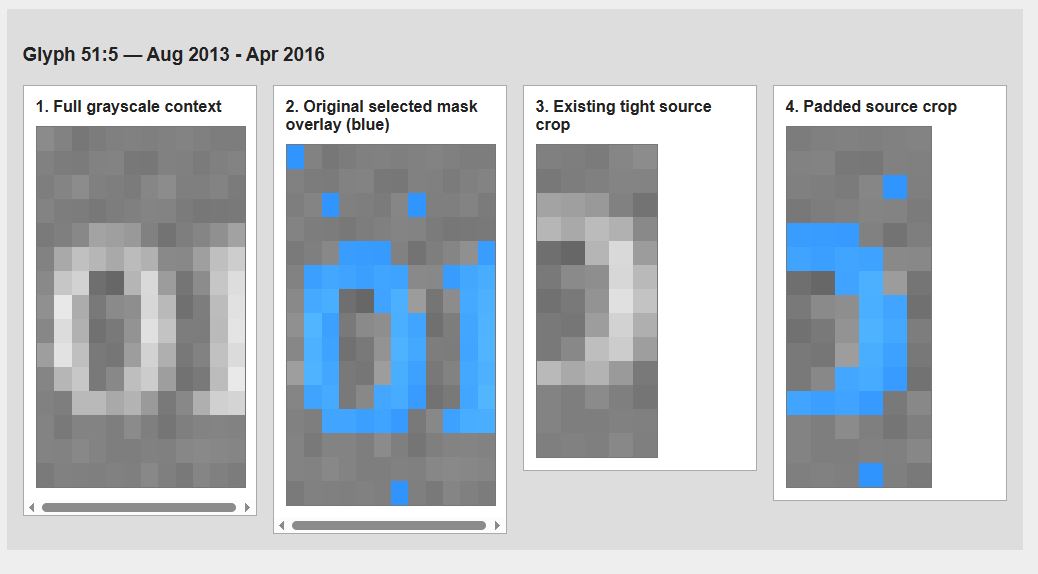 Glyph 51:5 — Aug 2013 - Apr 2016
1. Full grayscale context
2. Original selected mask
overlay (blue)
3. Existing tight source
crop
4. Padded source crop